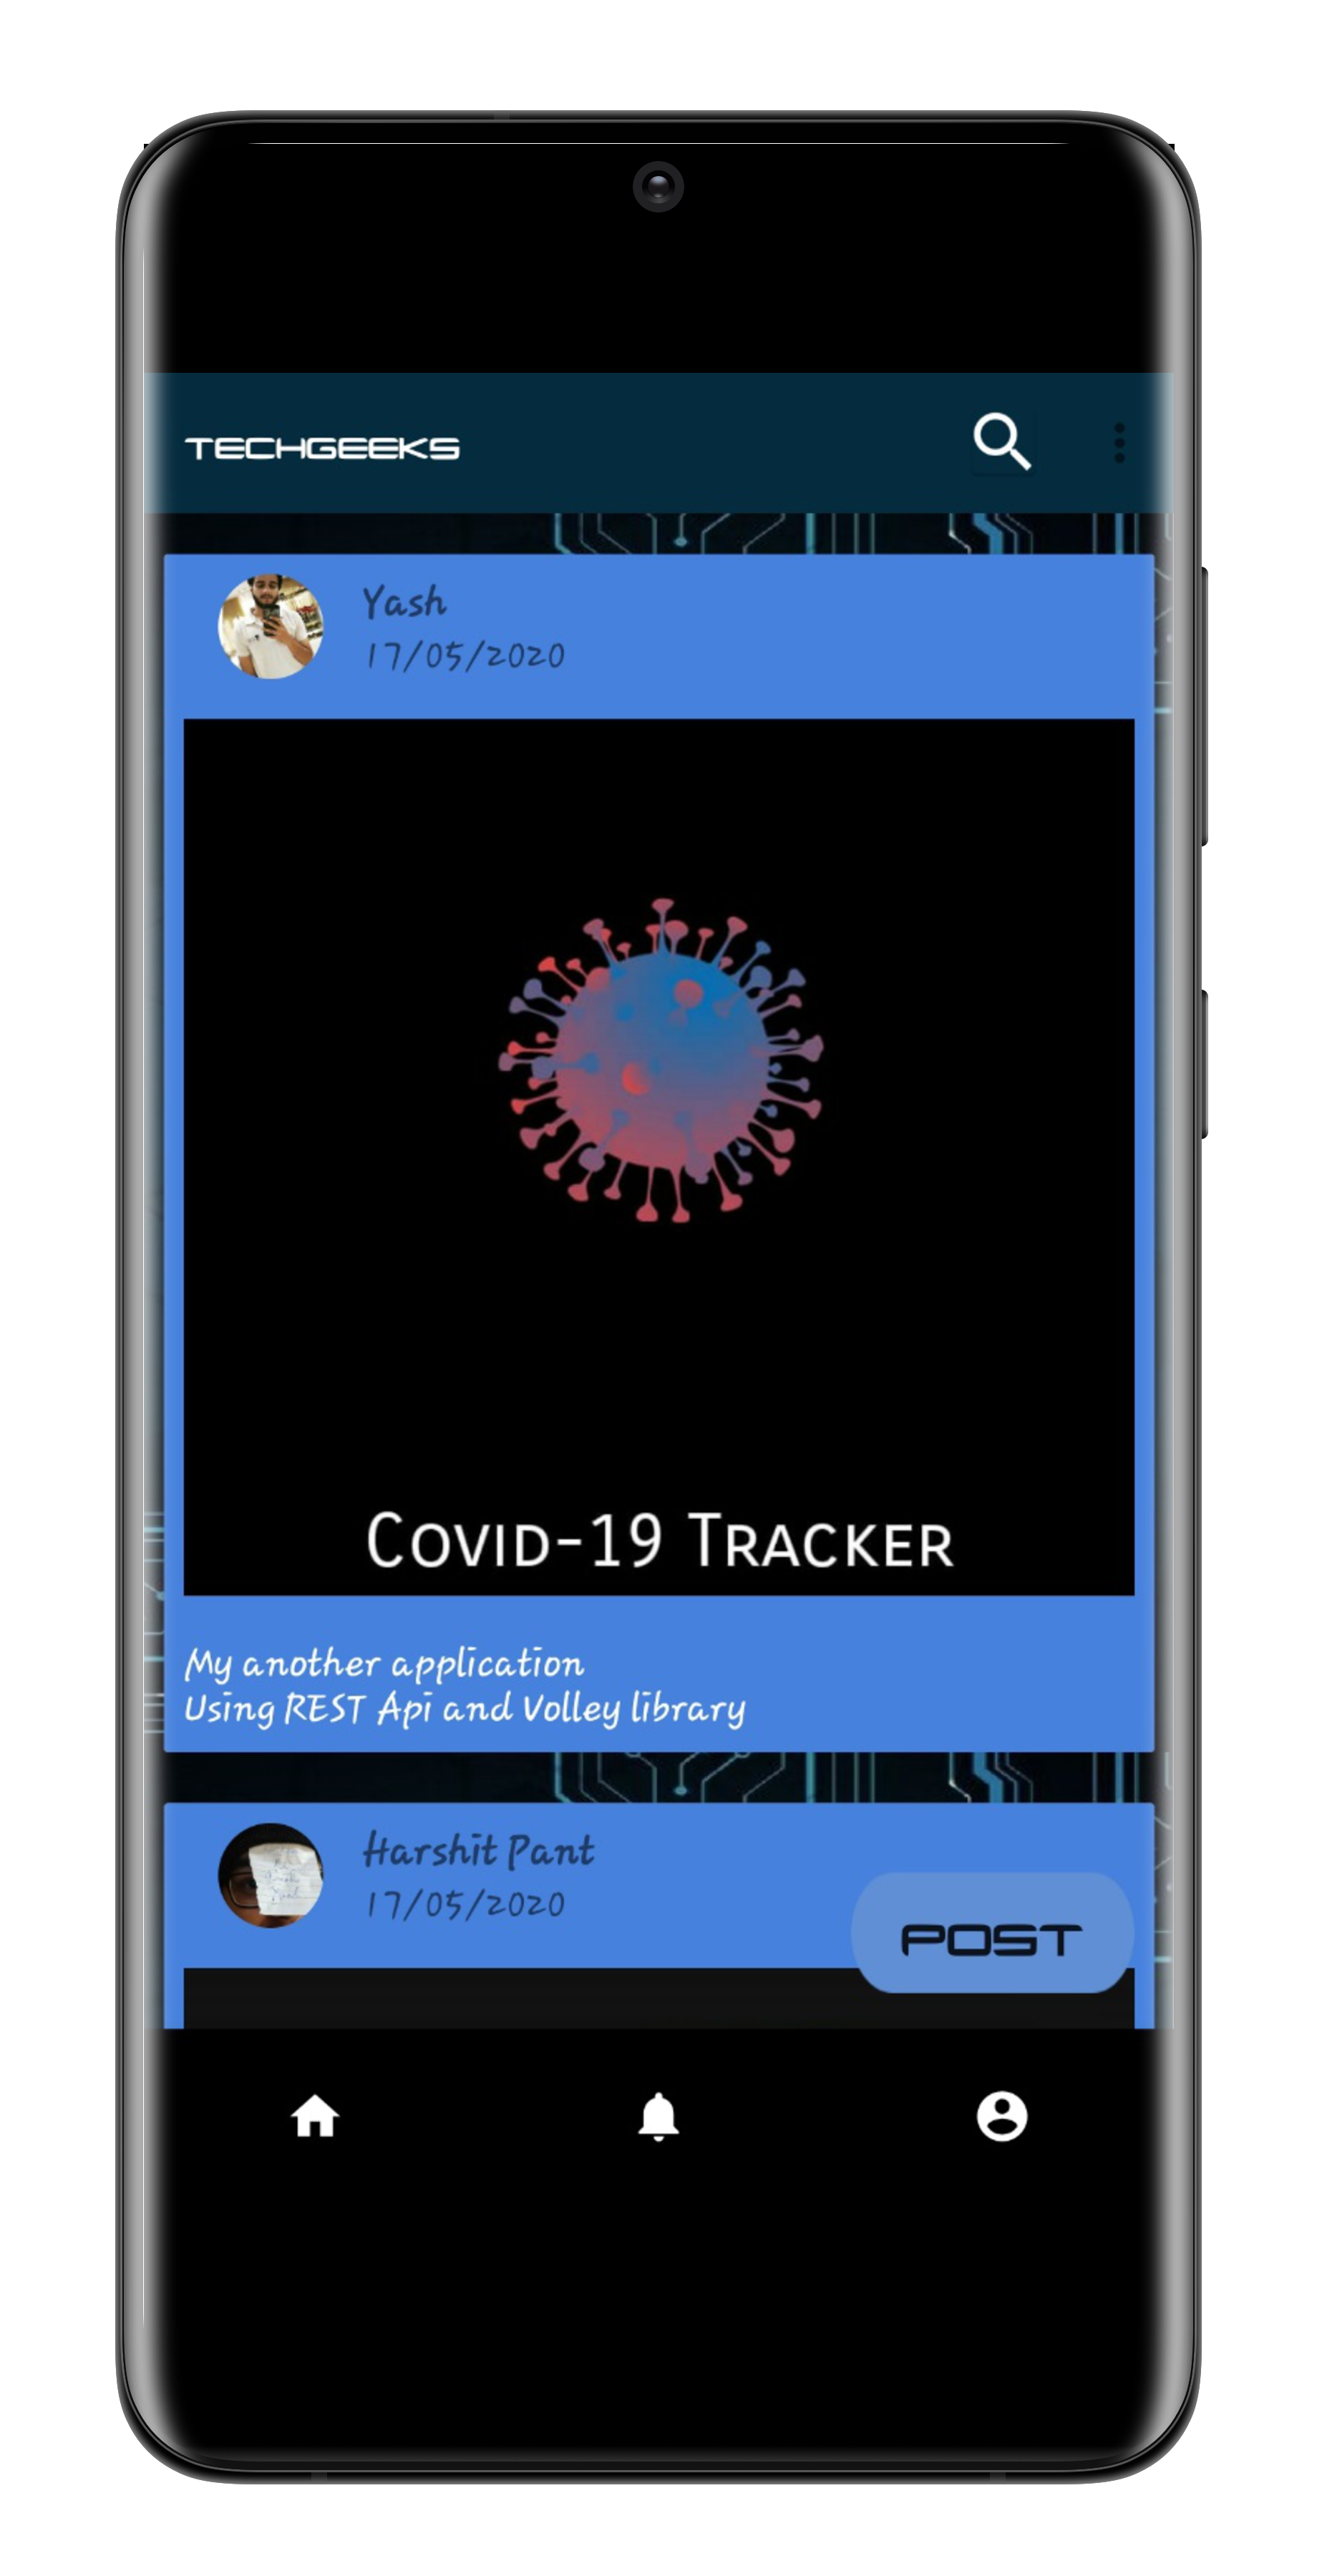 TECHGEEKS
Yash
17/05/2020
COVID-19 TRACKER
My another application
Using REST Api and Volley library
Harshit Pant
17/05/2020
POST